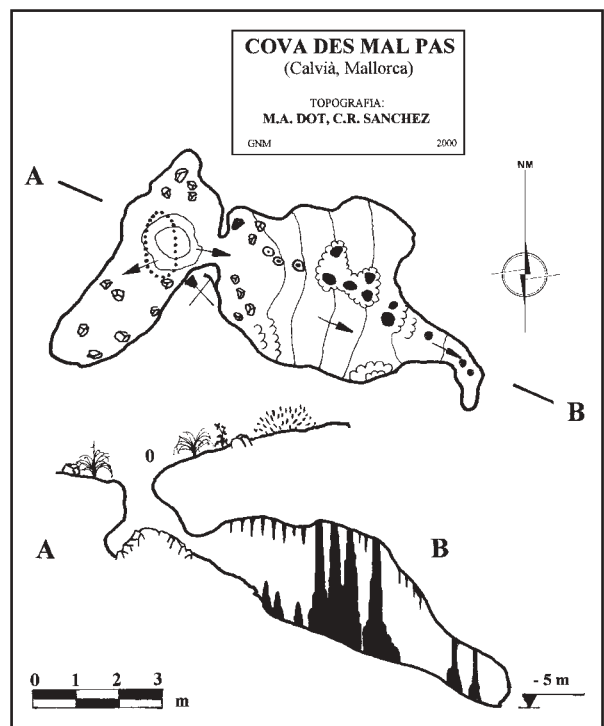 COVA DES MAL PAS
(Calvià, Mallorca)
TOPOGRAFIA:
M.A. DOT, C.R. SANCHEZ
GNM 2000
A
NM
B
0
A
B
0 1 2 3
m
- 5 m